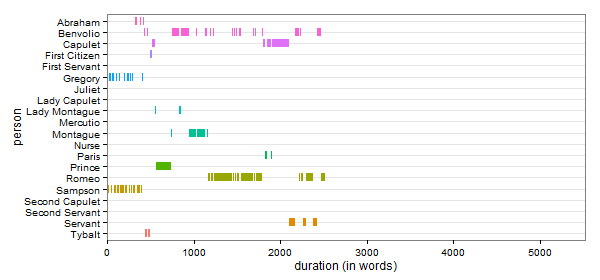 Abraham
Benvolio
Capulet
First Citizen
First Servant
Gregory
Juliet
Lady Capulet
Lady Montague
Mercutio
Montague
Nurse
Paris
Prince
Romeo
Sampson
Second Capulet
Second Servant
Servant
Tybalt
person
0 1000 2000 3000 4000 5000
duration (in words)